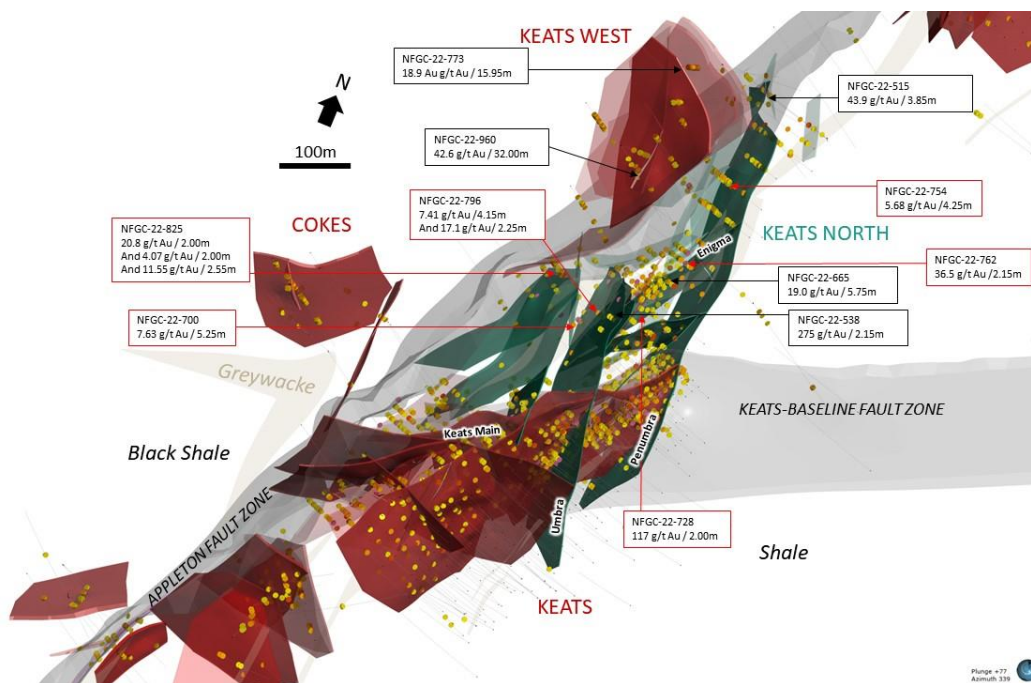 KEATS WEST
NFGC-22-773
18.9 Au g/t Au / 15.95m
N
NFGC-22-515
43.9 g/t Au / 3.85m
100m
NFGC-22-960
42.6 g/t Au / 32.00m
NFGC-22-796
7.41 g/t Au / 4.15m
And 17.1 g/t Au / 2.25m
NFGC-22-754
5.68 g/t Au /4.25m
COKES
NFGC-22-825
20.8 g/t Au / 2.00m
And 4.07 g/t Au / 2.00m
And 11.55 g/t Au / 2.55m
KEATS NORTH
Enigma
NFGC-22-762
36.5 g/t Au / 2.15m
NFGC-22-665
19.0 g/t Au / 5.75m
NFGC-22-700
7.63 g/t Au / 5.25m
NFGC-22-538
275 g/t Au / 2.15m
Greywacke
KEATS-BASELINE FAULT ZONE
Keats Main
Black Shale
Penumbra
Umbra
APPLETON FAULT ZONE
NFGC-22-728
117 g/t Au / 2.00m
Shale
KEATS
Plunge +77
Azimuth 339